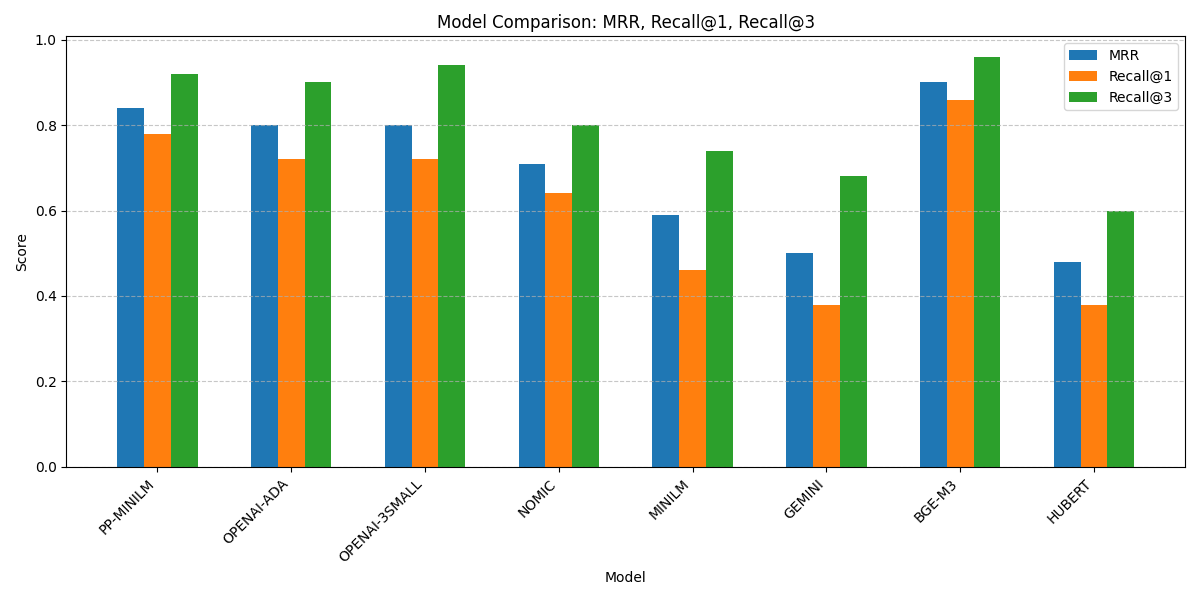 Model Comparison: MRR, Recall@1, Recall@3
MRR
Recall@1
Recall@3
Score
1.0
0.8
0.6
0.4
0.2
0.0
PP-MINILM
OPENAI-ADA
OPENAI-3SMALL
NOMIC
MINILM
GEMINI
BGE-M3
HUBERT
Model